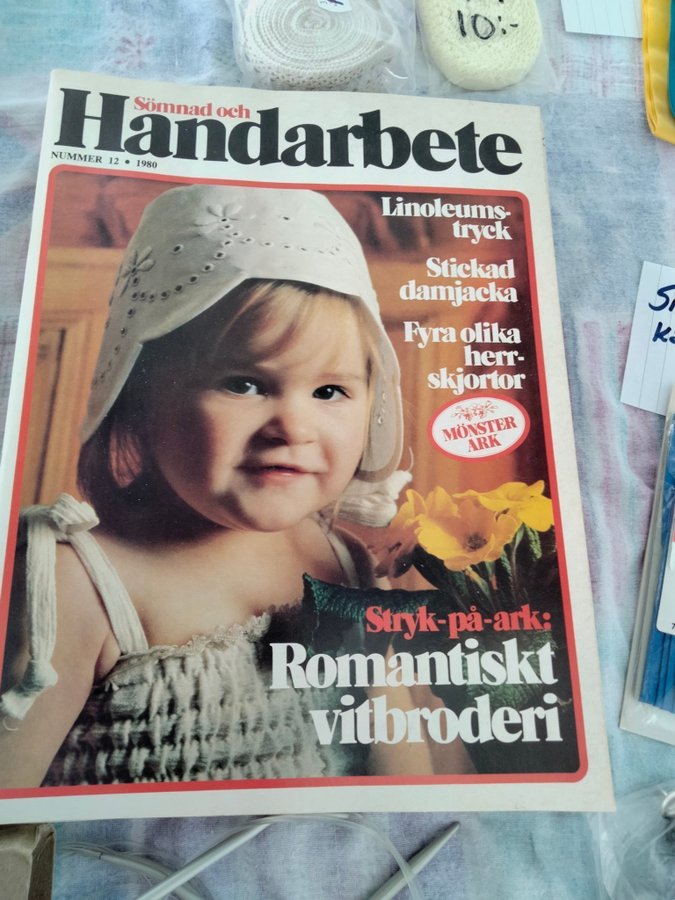 10:-
Sömnad och
Handarbete
NUMMER 12 • 1980
Linoleums-
tryck
Stickad
damjacka
Fyra olika
herr-
skjortor
MÖNSTER
ARK
Stryk-på-ark:
Romantiskt
vitbroderi